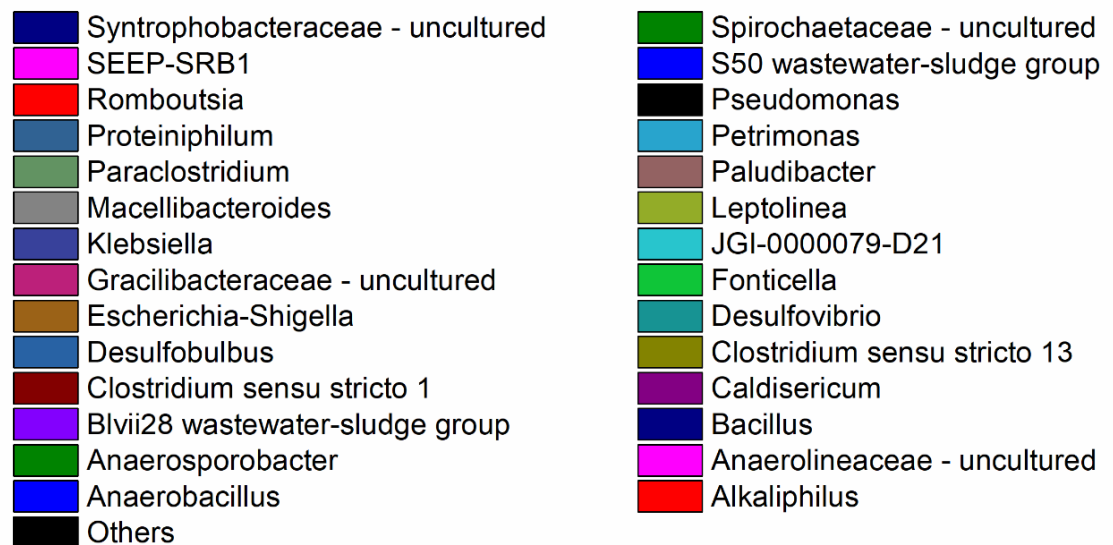 Syntrophobacteraceae - uncultured
SEEP-SRB1
Romboutsia
Proteiniphilum
Paraclostridium
Macellibacteroides
Klebsiella
Gracilibacteraceae - uncultured
Escherichia-Shigella
Desulfobulbus
Clostridium sensu stricto 1
Blvii28 wastewater-sludge group
Anaerosporobacter
Anaerobacillus
Others
Spirochaetaceae - uncultured
S50 wastewater-sludge group
Pseudomonas
Petrimonas
Paludibacter
Leptolinea
JGI-0000079-D21
Fonticella
Desulfovibrio
Clostridium sensu stricto 13
Caldisericum
Bacillus
Anaerolineaceae - uncultured
Alkaliphilus